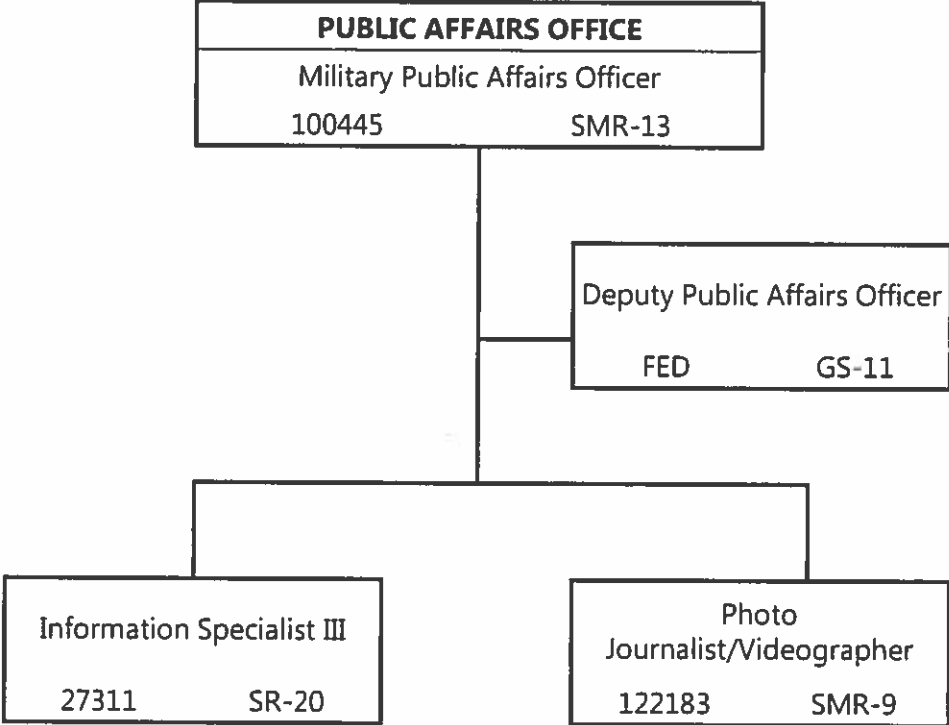 PUBLIC AFFAIRS OFFICE
Military Public Affairs Officer
100445 SMR-13
Deputy Public Affairs Officer
FED GS-11
Information Specialist III
27311 SR-20
Photo
Journalist/Videographer
122183 SMR-9